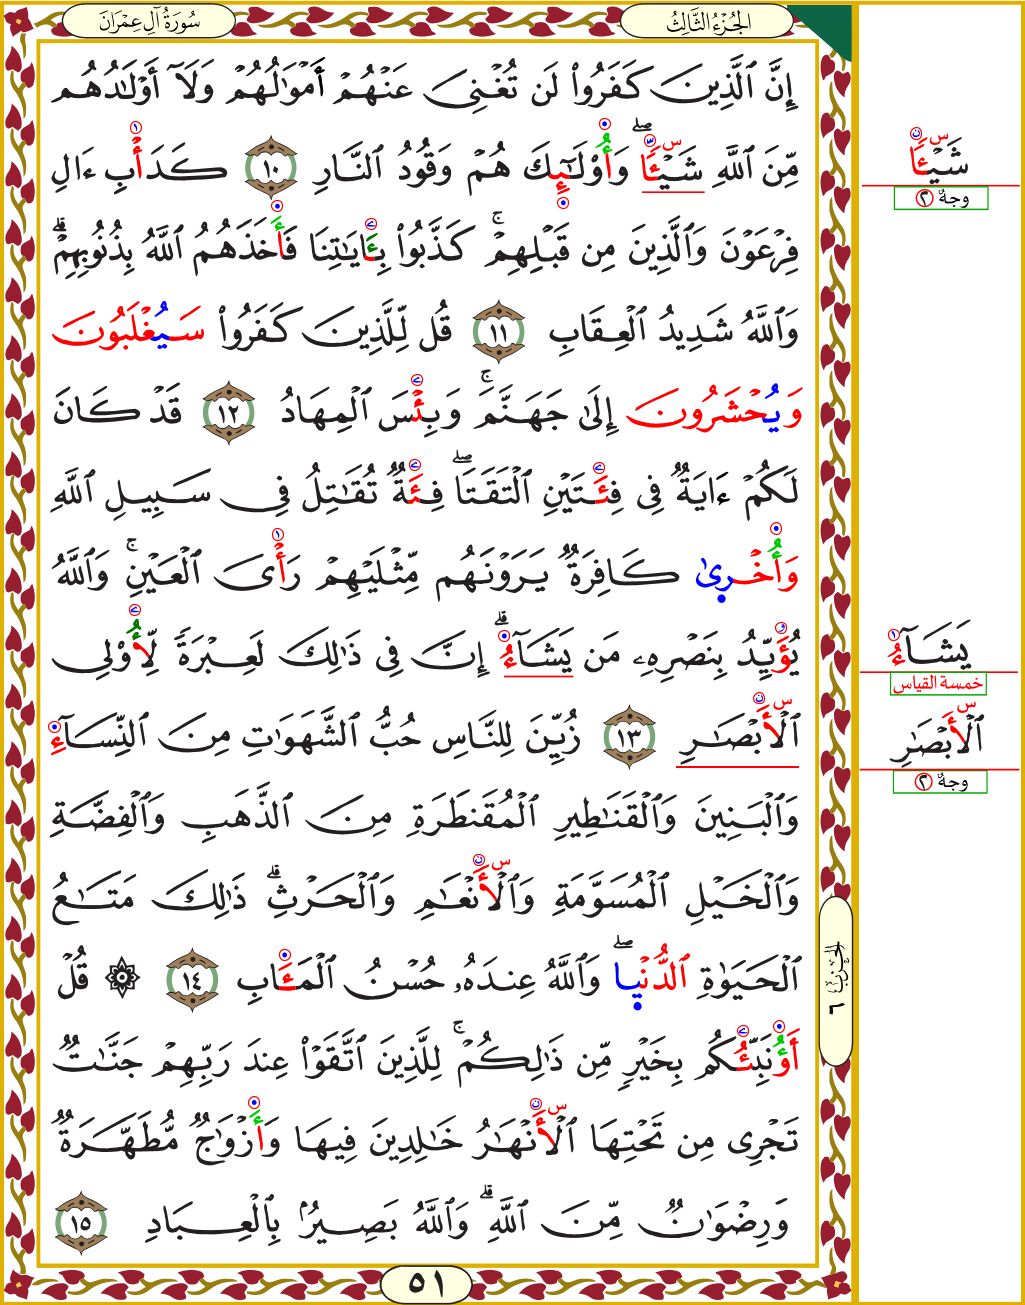 سُورَةُ آلِ عِمْرَانَ
الجُزْءُ الثَّالِثُ
إِنَّ ٱلَّذِينَ كَفَرُواْ لَن تُغْنِىَ عَنْهُمْ أَمْوَٰلُهُمْ وَلَآ أَوْلَٰدُهُم
مِّنَ ٱللَّهِ شَيْـًٔا ۖ وَأُوْلَٰٓئِكَ هُمْ وَقُودُ ٱلنَّارِ ١٠ كَدَأْبِ ءَالِ
فِرْعَوْنَ وَٱلَّذِينَ مِن قَبْلِهِمْ ۚ كَذَّبُواْ بِـَٔايَٰتِنَا فَأَخَذَهُمُ ٱللَّهُ بِذُنُوبِهِمْ ۗ
وَٱللَّهُ شَدِيدُ ٱلْعِقَابِ ١١ قُل لِّلَّذِينَ كَفَرُواْ سَيُغْلَبُونَ
وَيُحْشَرُونَ إِلَىٰ جَهَنَّمَ ۚ وَبِئْسَ ٱلْمِهَادُ ١٢ قَدْ كَانَ
لَكُمْ ءَايَةٌ فِى فِئَتَيْنِ ٱلْتَقَتَا ۖ فِئَةٌ تُقَٰتِلُ فِى سَبِيلِ ٱللَّهِ
وَأُخْرِىٰ كَافِرَةٌ يَرَوْنَهُم مِّثْلَيْهِمْ رَأْىَ ٱلْعَيْنِ ۚ وَٱللَّهُ
يُؤَيِّدُ بِنَصْرِهِۦ مَن يَشَآءُ ۗ إِنَّ فِى ذَٰلِكَ لَعِبْرَةً لِّأُوْلِى
ٱلْأَبْصَٰرِ ١٣ زُيِّنَ لِلنَّاسِ حُبُّ ٱلشَّهَوَٰتِ مِنَ ٱلنِّسَآءِ
وَٱلْبَنِينَ وَٱلْقَنَٰطِيرِ ٱلْمُقَنطَرَةِ مِنَ ٱلذَّهَبِ وَٱلْفِضَّةِ
وَٱلْخَيْلِ ٱلْمُسَوَّمَةِ وَٱلْأَنْعَٰمِ وَٱلْحَرْثِ ۗ ذَٰلِكَ مَتَٰعُ
ٱلْحَيَوٰةِ ٱلدُّنْيِا ۖ وَٱللَّهُ عِندَهُۥ حُسْنُ ٱلْمَـَٔابِ ١٤ ۞ قُلْ
أَؤُنَبِّئُكُم بِخَيْرٍ مِّن ذَٰلِكُمْ ۚ لِلَّذِينَ ٱتَّقَوْاْ عِندَ رَبِّهِمْ جَنَّٰتٌ
تَجْرِى مِن تَحْتِهَا ٱلْأَنْهَٰرُ خَٰلِدِينَ فِيهَا وَأَزْوَٰجٌ مُّطَهَّرَةٌ
وَرِضْوَٰنٌ مِّنَ ٱللَّهِ ۗ وَٱللَّهُ بَصِيرٌۢ بِٱلْعِبَادِ ١٥
٥١
س
شَيْـًٔا
وجهٌ ٢
يَشَآءُ
خمسة القياس
س
ٱلْأَبْصَٰرِ
وجهٌ ٢
الحزب ٦